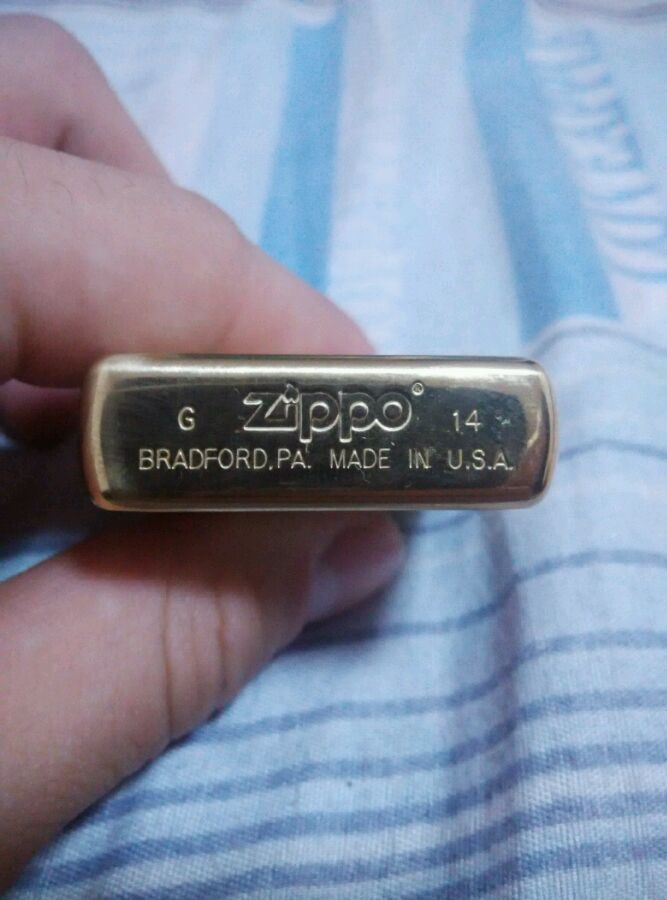 G Zippo® 14
BRADFORD, PA. MADE IN U.S.A.